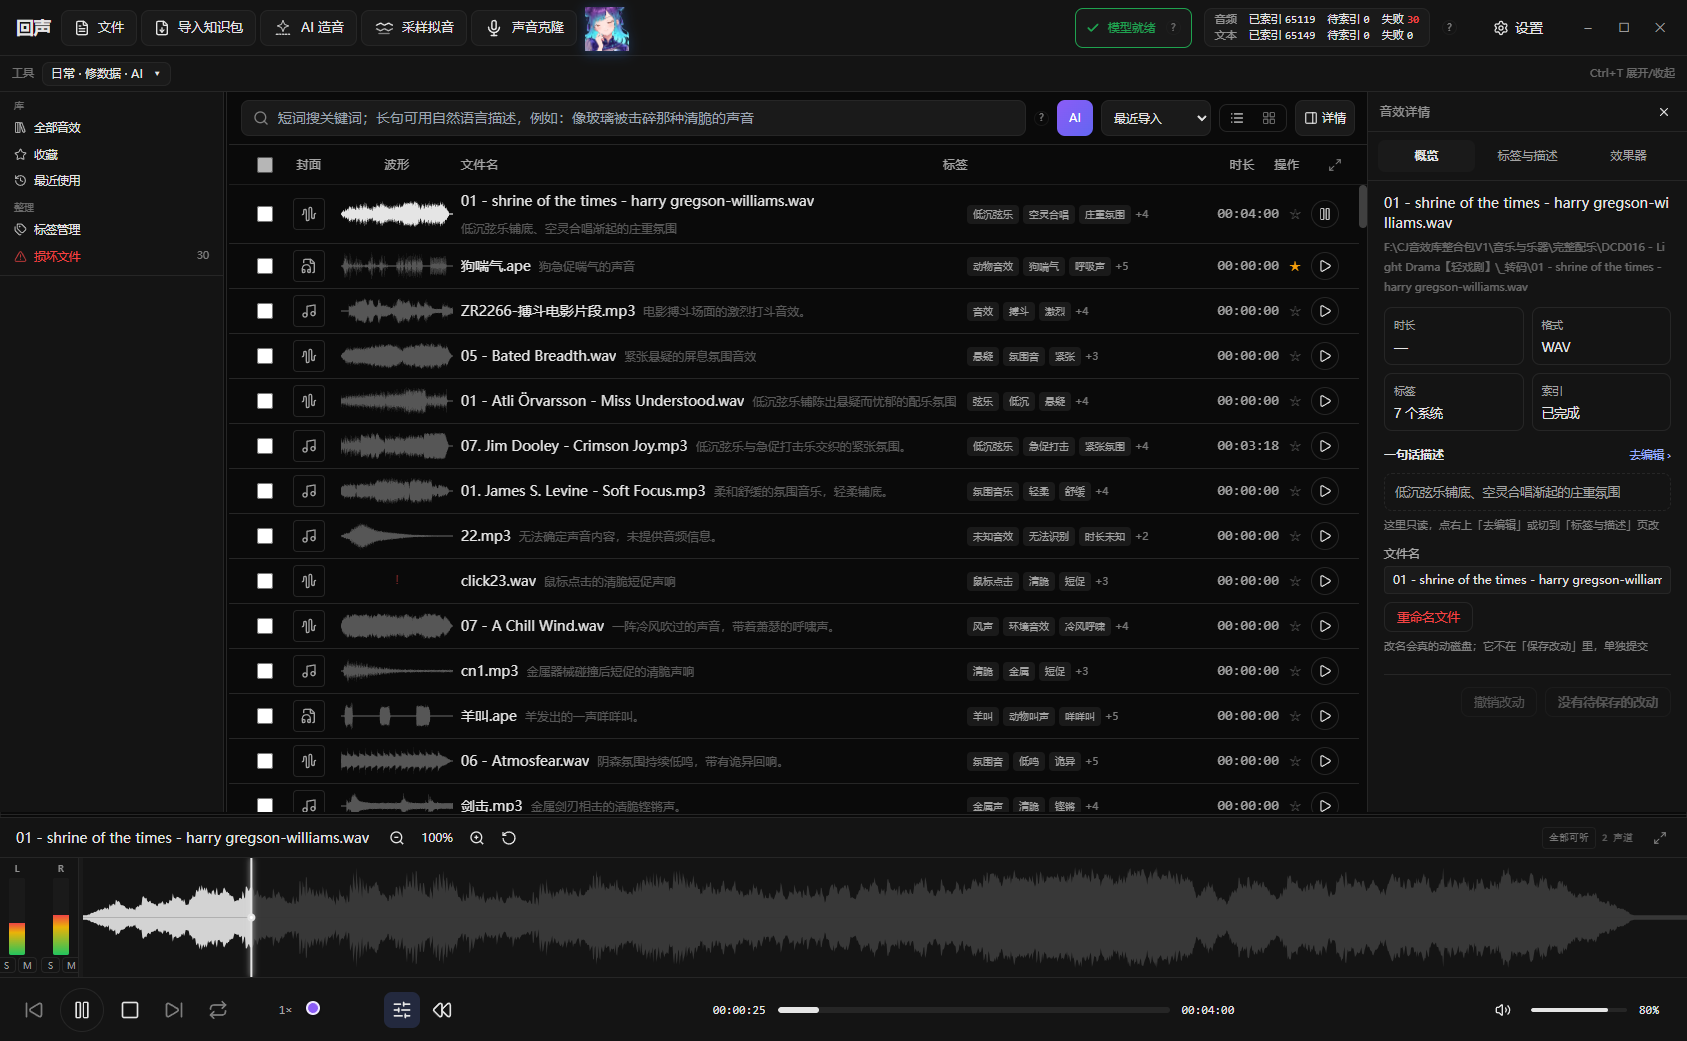 回声 文件 导入知识包 AI 造音 采样拟音 声音克隆 模型就绪 ? 音频 已索引 65119 待索引 0 失败 30 ? 设置
文本 已索引 65149 待索引 0 失败 0
工具 日常 · 修数据 · AI Ctrl+T 展开/收起
库
全部音效
收藏
最近使用
整理
标签管理
损坏文件 30
短词搜关键词；长句可用自然语言描述，例如：像玻璃被击碎那种清脆的声音 ? AI 最近导入 详情
封面 波形 文件名 标签 时长 操作
01 - shrine of the times - harry gregson-williams.wav
低沉弦乐铺底、空灵合唱渐起的庄重氛围
低沉弦乐 空灵合唱 庄重氛围 +4 00:04:00
狗喘气.ape 狗急促喘气的声音 动物音效 狗喘气 呼吸声 +5 00:00:00
ZR2266-搏斗电影片段.mp3 电影搏斗场面的激烈打斗音效。 音效 搏斗 激烈 +4 00:00:00
05 - Bated Breadth.wav 紧张悬疑的屏息氛围音效 悬疑 氛围音 紧张 +3 00:00:00
01 - Atli Örvarsson - Miss Understood.wav 低沉弦乐铺陈出悬疑而忧郁的配乐氛围 弦乐 低沉 悬疑 +4 00:00:00
07. Jim Dooley - Crimson Joy.mp3 低沉弦乐与急促打击乐交织的紧张氛围。 低沉弦乐 急促打击 紧张氛围 +4 00:03:18
01. James S. Levine - Soft Focus.mp3 柔和舒缓的氛围音乐，轻柔铺底。 氛围音乐 轻柔 舒缓 +4 00:00:00
22.mp3 无法确定声音内容，未提供音频信息。 未知音效 无法识别 时长未知 +2 00:00:00
! click23.wav 鼠标点击的清脆短促声响 鼠标点击 清脆 短促 +3 00:00:00
07 - A Chill Wind.wav 一阵冷风吹过的声音，带着萧瑟的呼啸声。 风声 环境音效 冷风呼啸 +4 00:00:00
cn1.mp3 金属器械碰撞后短促的清脆声响 清脆 金属 短促 +3 00:00:00
羊叫.ape 羊发出的一声咩咩叫。 羊叫 动物叫声 咩咩叫 +5 00:00:00
06 - Atmosfear.wav 阴森氛围持续低鸣，带有诡异回响。 氛围音 低鸣 诡异 +5 00:00:00
剑击.mp3 金属剑刃相击的清脆铿锵声。 金属声 清脆 铿锵 +4 00:00:00
音效详情
概览 标签与描述 效果器
01 - shrine of the times - harry gregson-wi
lliams.wav
F:\CJ音效库整合包V1\音乐与乐器\完整配乐\DCD016 - Li
ght Drama【轻戏剧】\_转码\01 - shrine of the times -
harry gregson-williams.wav
时长 格式
— WAV
标签 索引
7 个系统 已完成
一句话描述 去编辑 ›
低沉弦乐铺底、空灵合唱渐起的庄重氛围
这里只读，点右上「去编辑」或切到「标签与描述」页改
文件名
01 - shrine of the times - harry gregson-william
重命名文件
改名会真的动磁盘；它不在「保存改动」里，单独提交
撤销改动 没有待保存的改动
01 - shrine of the times - harry gregson-williams.wav 100% 全部可听 2 声道
L R
S M S M
1× 00:00:25 00:04:00 80%